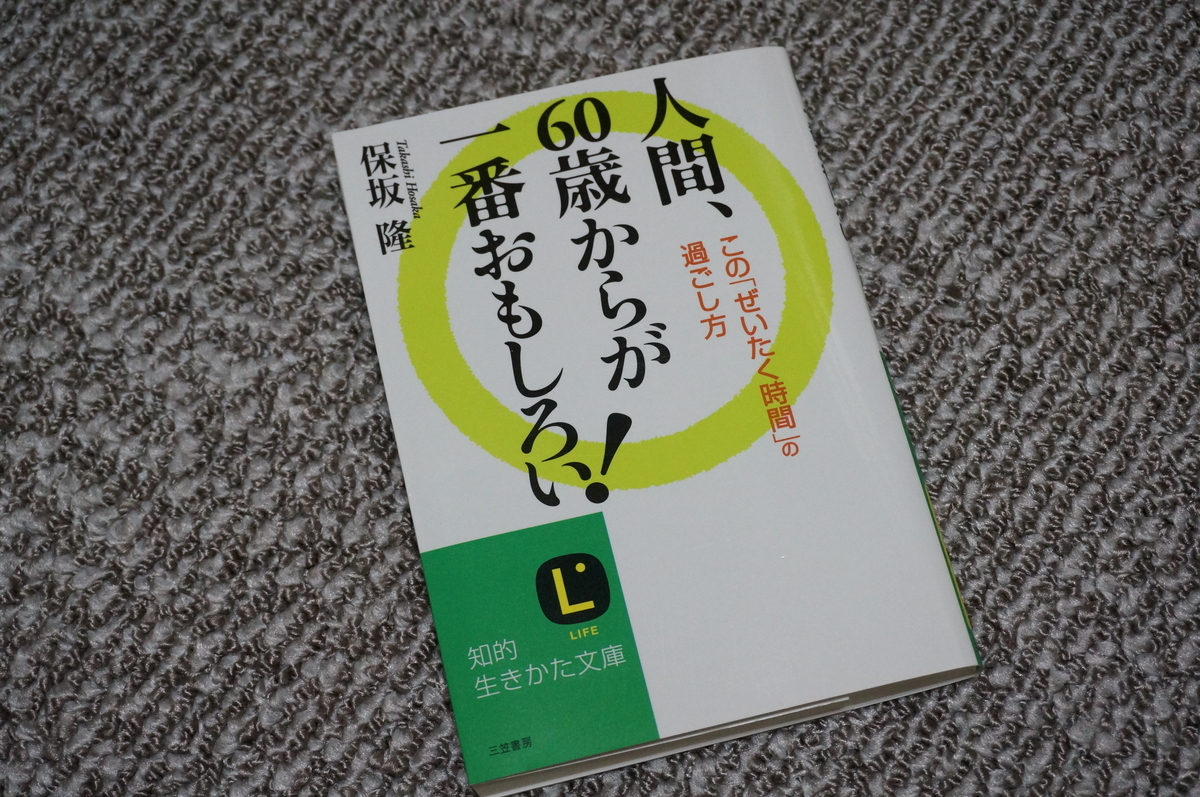 人間、
60歳からが
一番おもしろい!
この「ぜいたく時間」の
過ごし方
Takashi Hosaka
保坂 隆
L
LIFE
知的
生きかた文庫
三笠書房